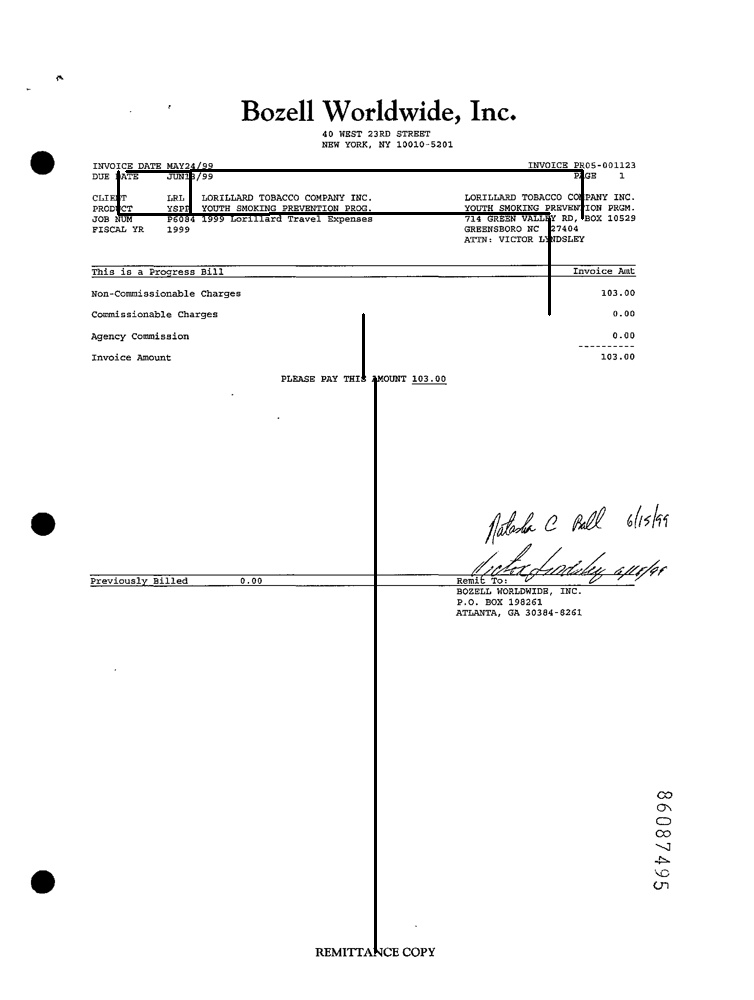 Bozell Worldwide, Inc.
40 WEST 23RD STREET
NEW YORK, NY 10010-5201
INVOICE DATE MAY24/99 INVOICE PR05-001123
DUE DATE JUN13/99 PAGE 1
CLIENT LRL LORILLARD TOBACCO COMPANY INC. LORILLARD TOBACCO COMPANY INC.
PRODUCT YSPP YOUTH SMOKING PREVENTION PROG. YOUTH SMOKING PREVENTION PRGM.
JOB NUM P6084 1999 Lorillard Travel Expenses 714 GREEN VALLEY RD, BOX 10529
FISCAL YR 1999 GREENSBORO NC 27404
ATTN: VICTOR LYNDSLEY
This is a Progress Bill Invoice Amt
Non-Commissionable Charges 103.00
Commissionable Charges 0.00
Agency Commission 0.00
----------
Invoice Amount 103.00
PLEASE PAY THIS AMOUNT 103.00
Natasha C Ball 6/15/99
Victor Lindsley
Previously Billed 0.00 Remit To:
BOZELL WORLDWIDE, INC.
P.O. BOX 198261
ATLANTA, GA 30384-8261
86087495
REMITTANCE COPY